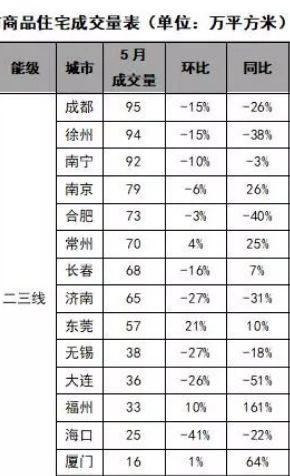 商品住宅成交量表（单位：万平方米）
能级 城市 5月成交量 环比 同比
二三线
成都 95 -15% -26%
徐州 94 -15% -38%
南宁 92 -10% -3%
南京 79 -6% 26%
合肥 73 -3% -40%
常州 70 4% 25%
长春 68 -16% 7%
济南 65 -27% -31%
东莞 57 21% 10%
无锡 38 -27% -18%
大连 36 -26% -51%
福州 33 10% 161%
海口 25 -41% -22%
厦门 16 1% 64%